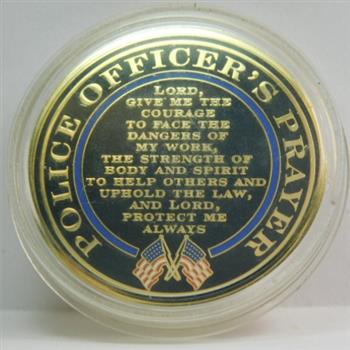 POLICE OFFICER'S PRAYER
LORD,
GIVE ME THE
COURAGE
TO FACE THE
DANGERS OF
MY WORK,
THE STRENGTH OF
BODY AND SPIRIT
TO HELP OTHERS AND
UPHOLD THE LAW,
AND LORD,
PROTECT ME
ALWAYS